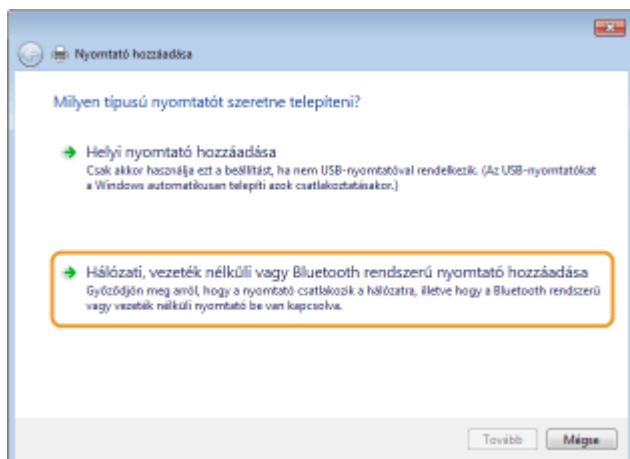 Nyomtató hozzáadása
Milyen típusú nyomtatót szeretne telepíteni?
Helyi nyomtató hozzáadása
Csak akkor használja ezt a beállítást, ha nem USB-nyomtatóval rendelkezik. (Az USB-nyomtatókat
a Windows automatikusan telepíti azok csatlakoztatásakor.)
Hálózati, vezeték nélküli vagy Bluetooth rendszerű nyomtató hozzáadása
Győződjön meg arról, hogy a nyomtató csatlakozik a hálózatra, illetve hogy a Bluetooth rendszerű
vagy vezeték nélküli nyomtató be van kapcsolva.
Tovább Mégse